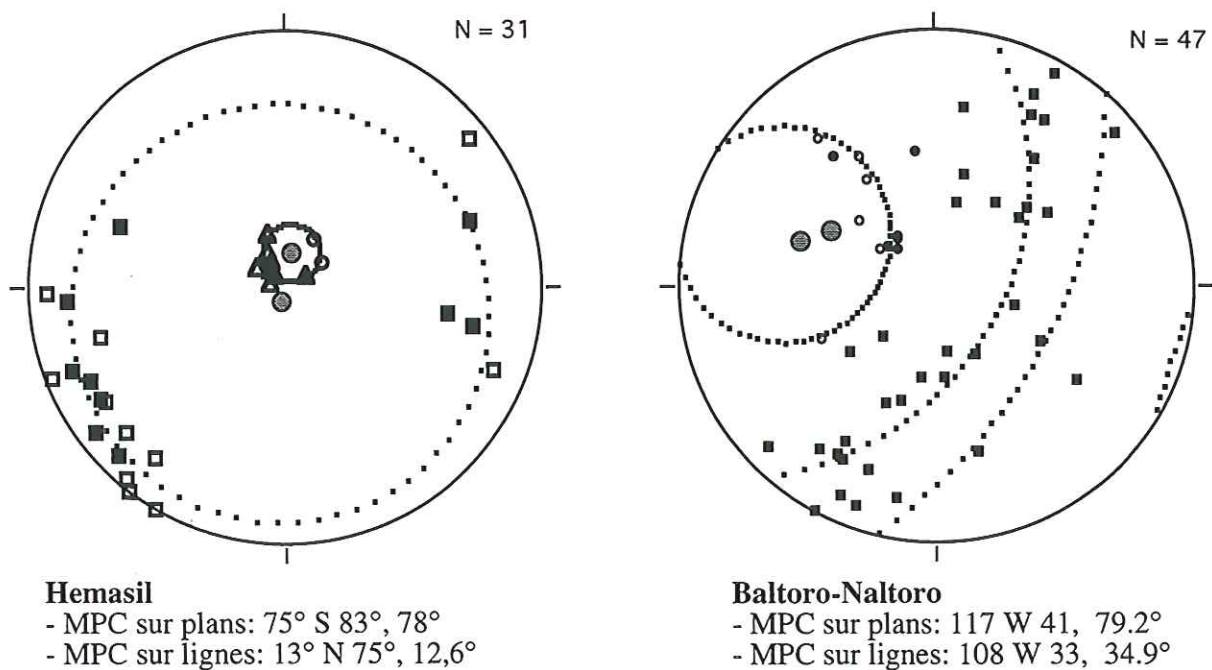 N = 31
N = 47
Hemasil
- MPC sur plans: 75° S 83°, 78°
- MPC sur lignes: 13° N 75°, 12,6°
Baltoro-Naltoro
- MPC sur plans: 117 W 41, 79.2°
- MPC sur lignes: 108 W 33, 34.9°